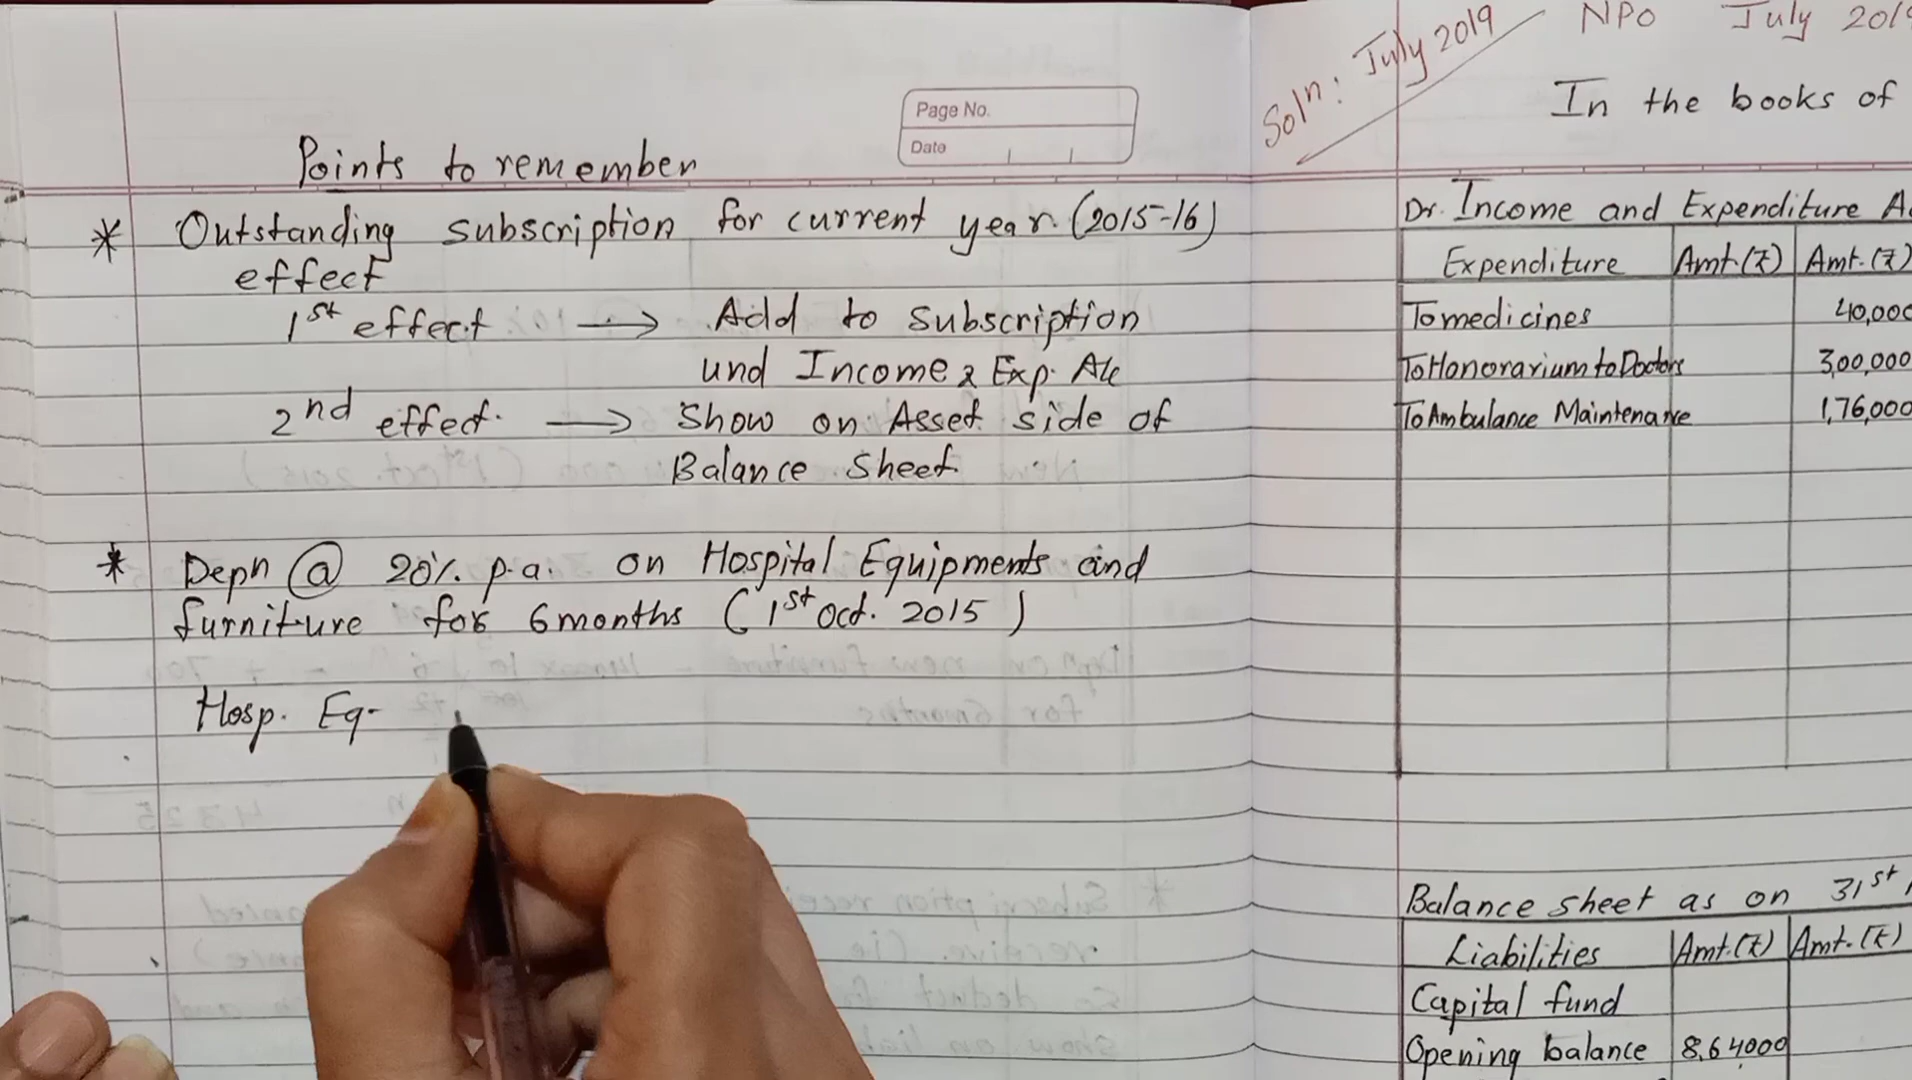 Page No.
Date
Points to remember
* Outstanding subscription for current year (2015-16)
effect
1st effect → Add to subscription
und Income & Exp. A/c
2nd effect. → Show on Asset side of
Balance Sheet
* Depn @ 20% p.a. on Hospital Equipments and
furniture for 6 months (1st Oct. 2015)
Hosp. Eq-
Soln: July 2019
NPO July 201
In the books of
Dr. Income and Expenditure A
Expenditure Amt.(₹) Amt.(₹)
To medicines 40,000
To Honorarium to Doctors 3,00,000
To Ambulance Maintenance 1,76,000
Balance sheet as on 31st
Liabilities Amt.(₹) Amt.(₹)
Capital fund
Opening balance 8,64,000